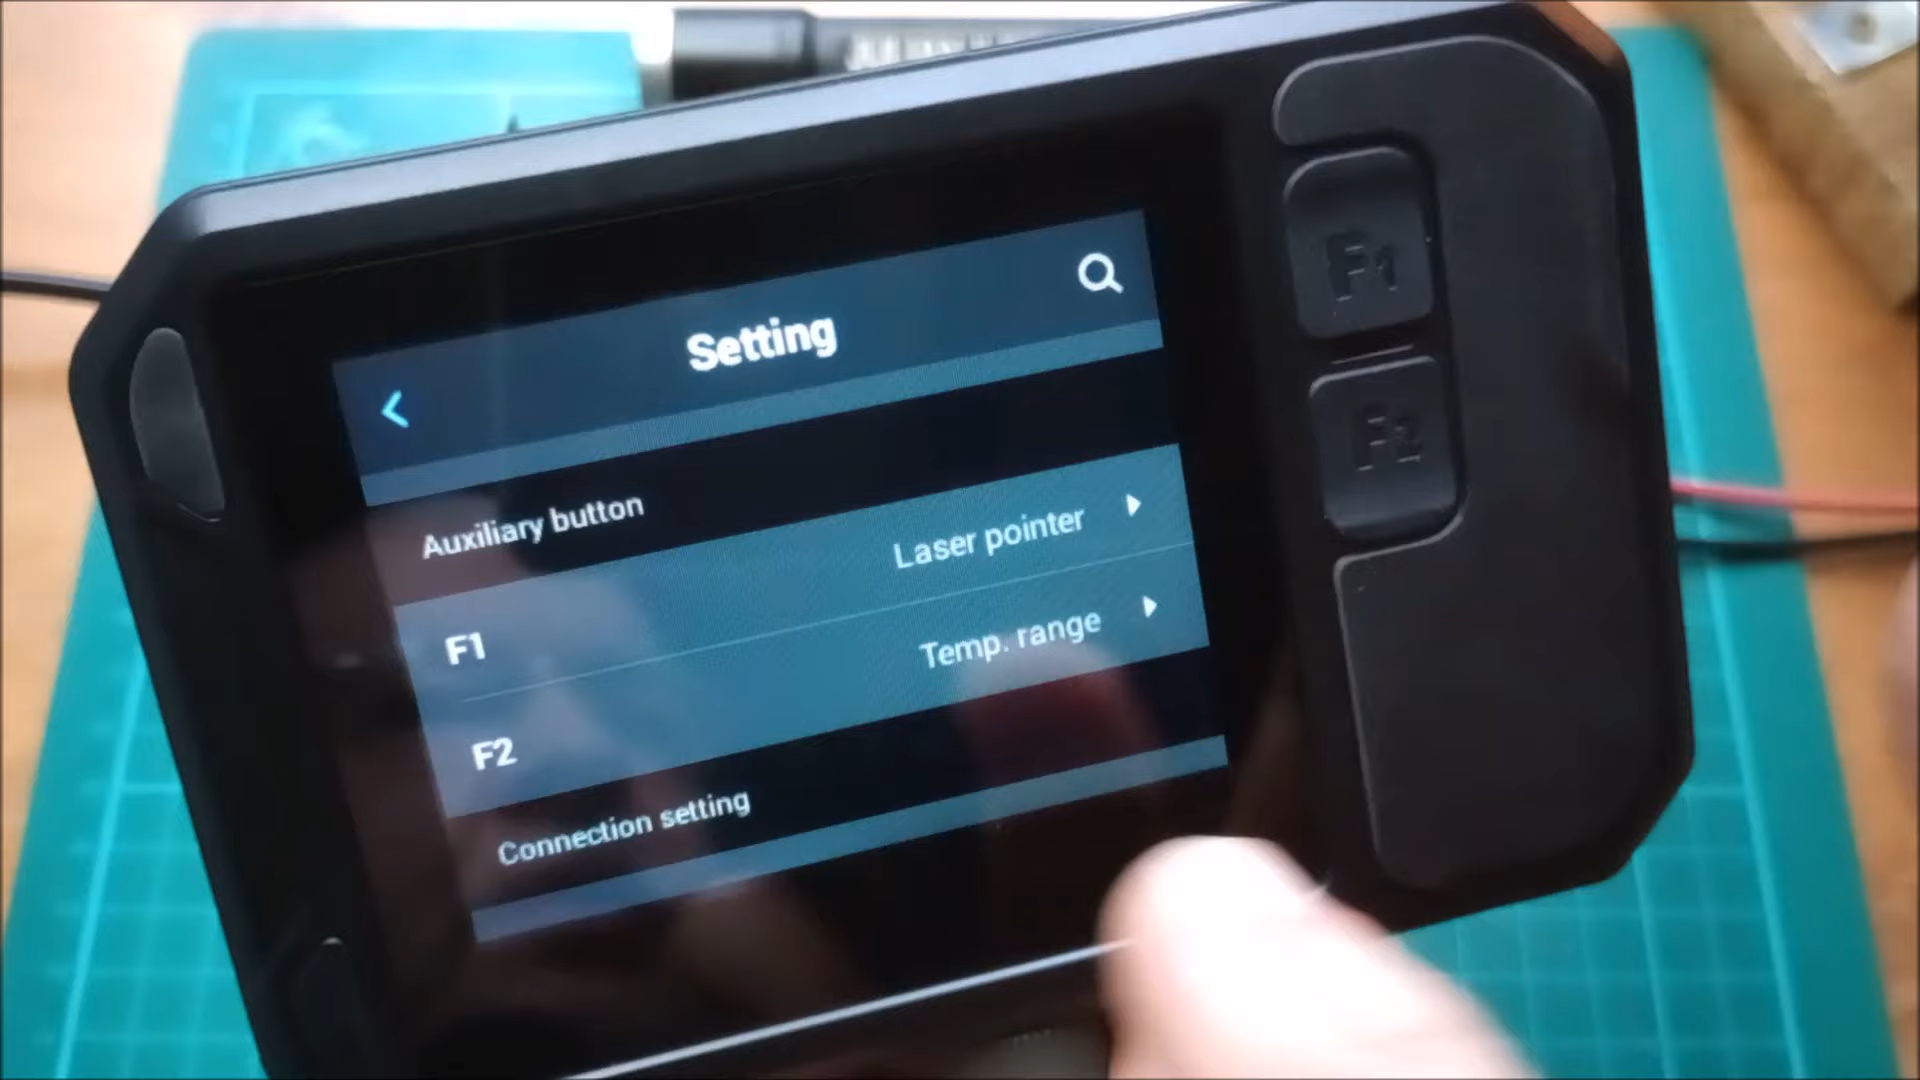 Setting
Auxiliary button
F1 Laser pointer
F2 Temp. range
Connection setting
F1
F2